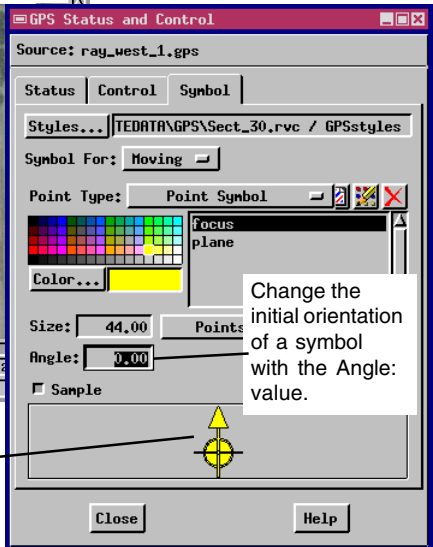 GPS Status and Control
Source: ray_west_1.gps
Status Control Symbol
Styles... TEDATA\GPS\Sect_30.rvc / GPSstyles
Symbol For: Moving
Point Type: Point Symbol
focus
plane
Color...
Size: 44.00 Points
Angle: 0.00
Change the
initial orientation
of a symbol
with the Angle:
value.
Sample
Close Help